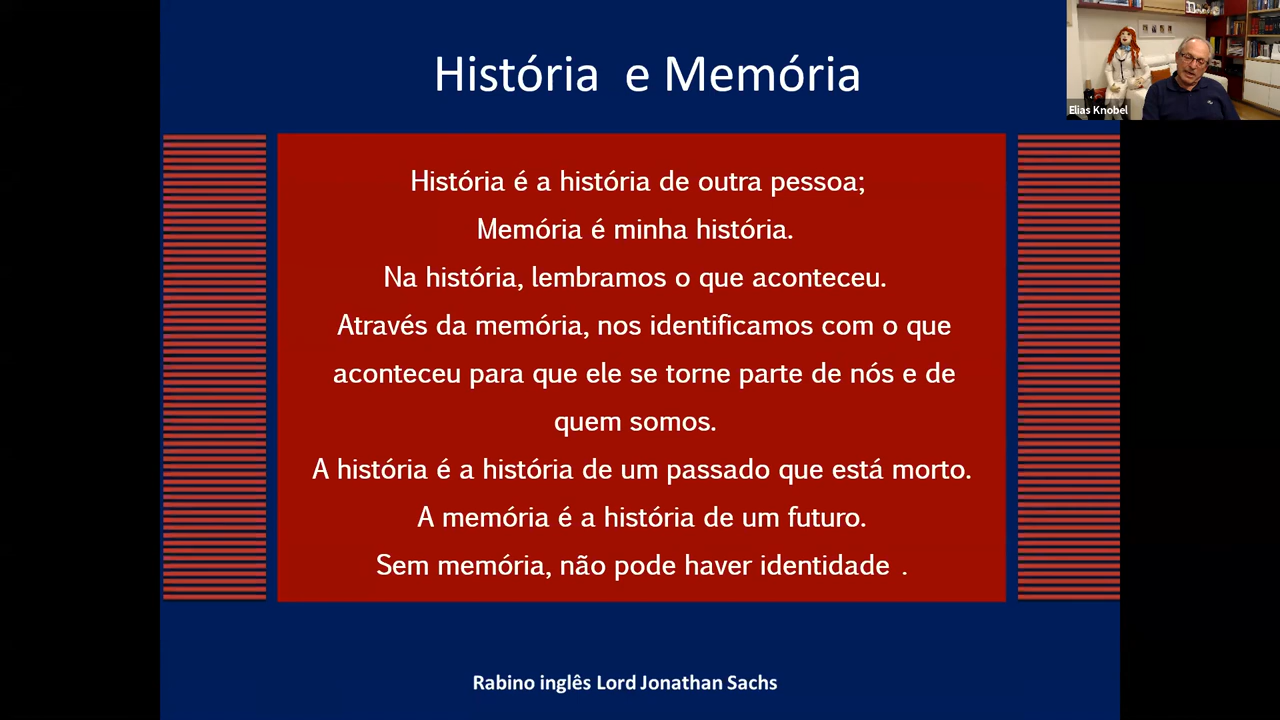 História e Memória
Elias Knobel
História é a história de outra pessoa;
Memória é minha história.
Na história, lembramos o que aconteceu.
Através da memória, nos identificamos com o que
aconteceu para que ele se torne parte de nós e de
quem somos.
A história é a história de um passado que está morto.
A memória é a história de um futuro.
Sem memória, não pode haver identidade .
Rabino inglês Lord Jonathan Sachs